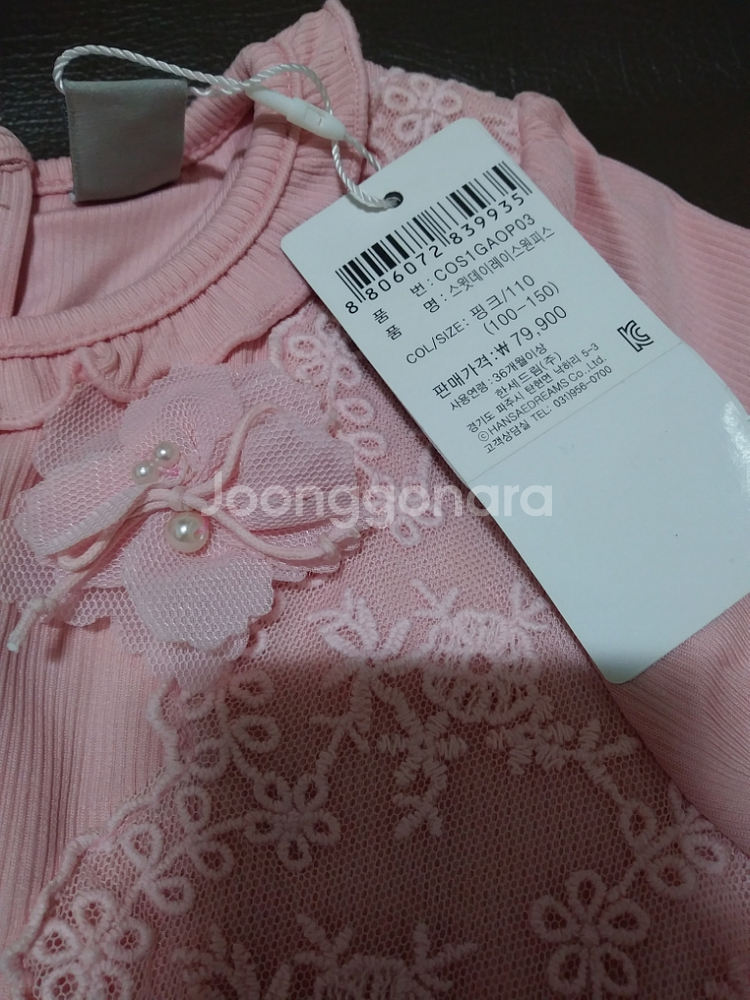 8 806072 839935
품 번 : COS1GAOP03
품 명 : 스윗데이레이스원피스
COL/SIZE: 핑크/110
(100-150)
판매가격:₩ 79,900
사용연령 : 36개월이상
한세드림(주)
경기도 파주시 탄현면 낙하리 5-3
ⓒHANSAEDREAMS Co., Ltd.
고객상담실 TEL: 031)956-0700
Joonggonara